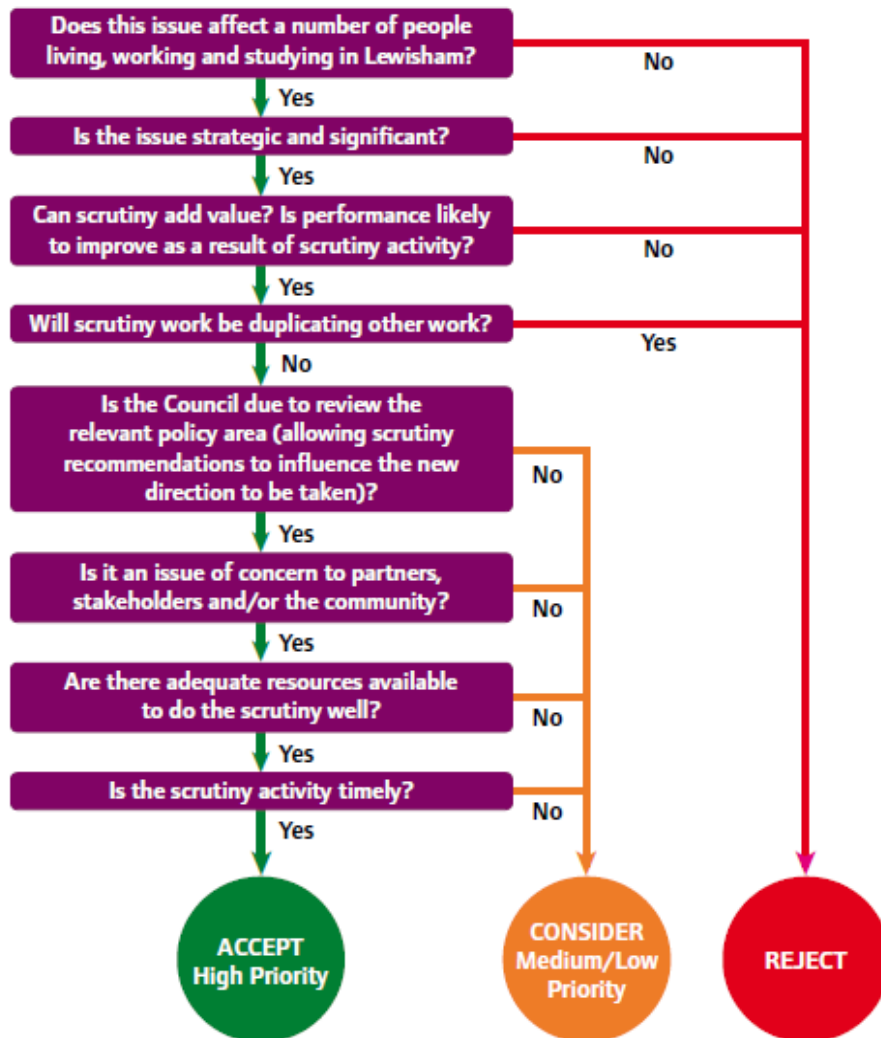 Does this issue affect a number of people
living, working and studying in Lewisham?
No
Yes
Is the issue strategic and significant?
No
Yes
Can scrutiny add value? Is performance likely
to improve as a result of scrutiny activity?
No
Yes
Will scrutiny work be duplicating other work?
Yes
No
Is the Council due to review the
relevant policy area (allowing scrutiny
recommendations to influence the new
direction to be taken)?
No
Yes
Is it an issue of concern to partners,
stakeholders and/or the community?
No
Yes
Are there adequate resources available
to do the scrutiny well?
No
Yes
Is the scrutiny activity timely?
No
Yes
ACCEPT
High Priority
CONSIDER
Medium/Low
Priority
REJECT